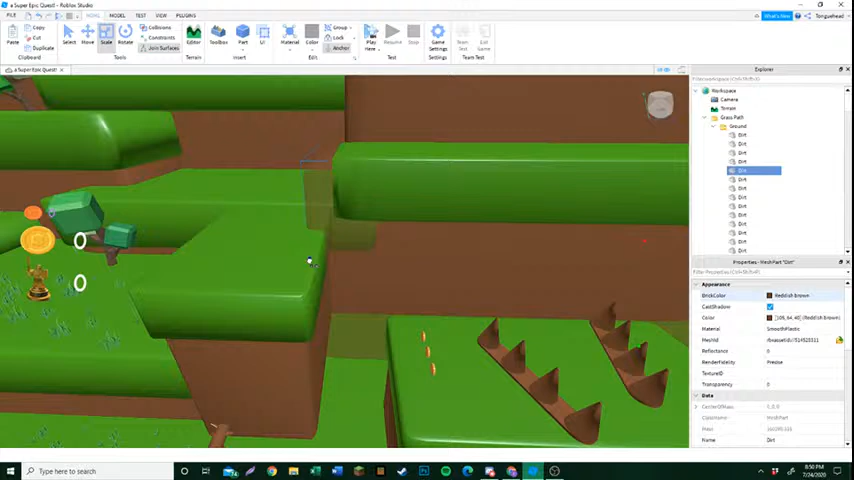 a Super Epic Quest! - Roblox Studio
FILE HOME MODEL TEST VIEW PLUGINS
What's New
Tonguehead
Paste Copy Cut Duplicate
Select Move Scale Rotate
Collisions
Constraints
Join Surfaces
Editor Toolbox Part UI
Material Color
Group
Lock
Anchor
Play Here Resume Stop
Game Settings
Team Test
Exit Game
Clipboard Tools Terrain Insert Edit Test Settings Team Test
a Super Epic Quest!
Explorer
Workspace
Camera
Terrain
Grass Path
Ground
Dirt
Dirt
Dirt
Dirt
Dirt
Dirt
Dirt
Dirt
Dirt
Dirt
Dirt
Dirt
Dirt
Dirt
0
0
Properties - MeshPart "Dirt"
Filter Properties (Ctrl+Shift+P)
Appearance
BrickColor Reddish brown
CastShadow
Material SmoothPlastic
MeshId
Reflectance 0
RenderFidelity Precise
TextureID
Transparency 0
Data
CenterOfMass 0, 0, 0
ClassName MeshPart
Name Dirt
Type here to search
8:50 PM
7/24/2020